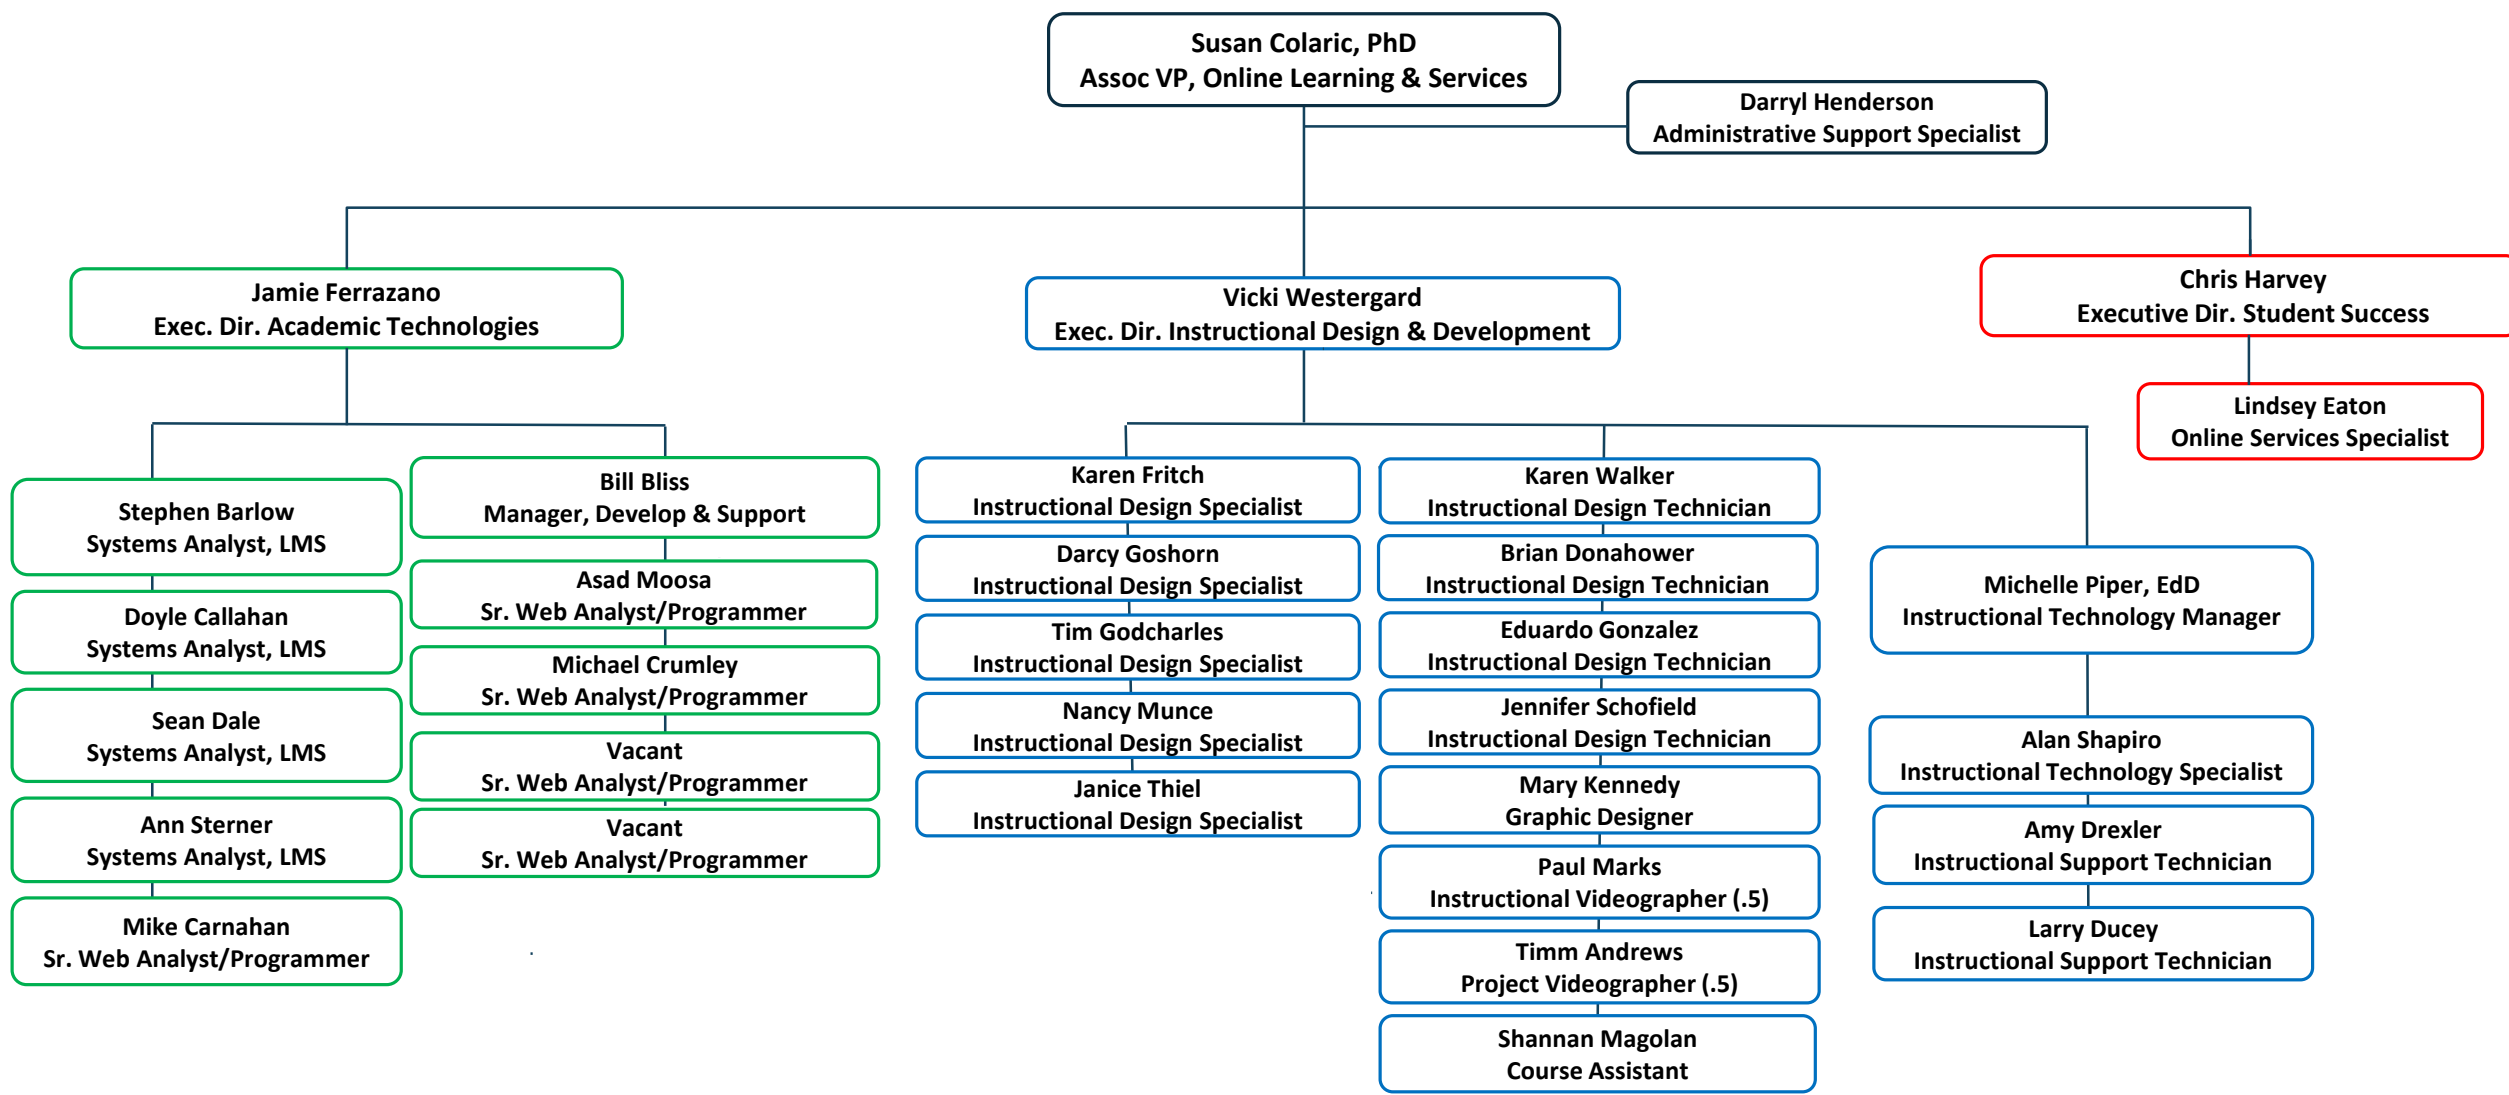 Susan Colaric, PhD
Assoc VP, Online Learning & Services
Darryl Henderson
Administrative Support Specialist
Jamie Ferrazano
Exec. Dir. Academic Technologies
Vicki Westergard
Exec. Dir. Instructional Design & Development
Chris Harvey
Executive Dir. Student Success
Lindsey Eaton
Online Services Specialist
Stephen Barlow
Systems Analyst, LMS
Doyle Callahan
Systems Analyst, LMS
Sean Dale
Systems Analyst, LMS
Ann Sterner
Systems Analyst, LMS
Mike Carnahan
Sr. Web Analyst/Programmer
Bill Bliss
Manager, Develop & Support
Asad Moosa
Sr. Web Analyst/Programmer
Michael Crumley
Sr. Web Analyst/Programmer
Vacant
Sr. Web Analyst/Programmer
Vacant
Sr. Web Analyst/Programmer
Karen Fritch
Instructional Design Specialist
Darcy Goshorn
Instructional Design Specialist
Tim Godcharles
Instructional Design Specialist
Nancy Munce
Instructional Design Specialist
Janice Thiel
Instructional Design Specialist
Karen Walker
Instructional Design Technician
Brian Donahower
Instructional Design Technician
Eduardo Gonzalez
Instructional Design Technician
Jennifer Schofield
Instructional Design Technician
Mary Kennedy
Graphic Designer
Paul Marks
Instructional Videographer (.5)
Timm Andrews
Project Videographer (.5)
Shannan Magolan
Course Assistant
Michelle Piper, EdD
Instructional Technology Manager
Alan Shapiro
Instructional Technology Specialist
Amy Drexler
Instructional Support Technician
Larry Ducey
Instructional Support Technician